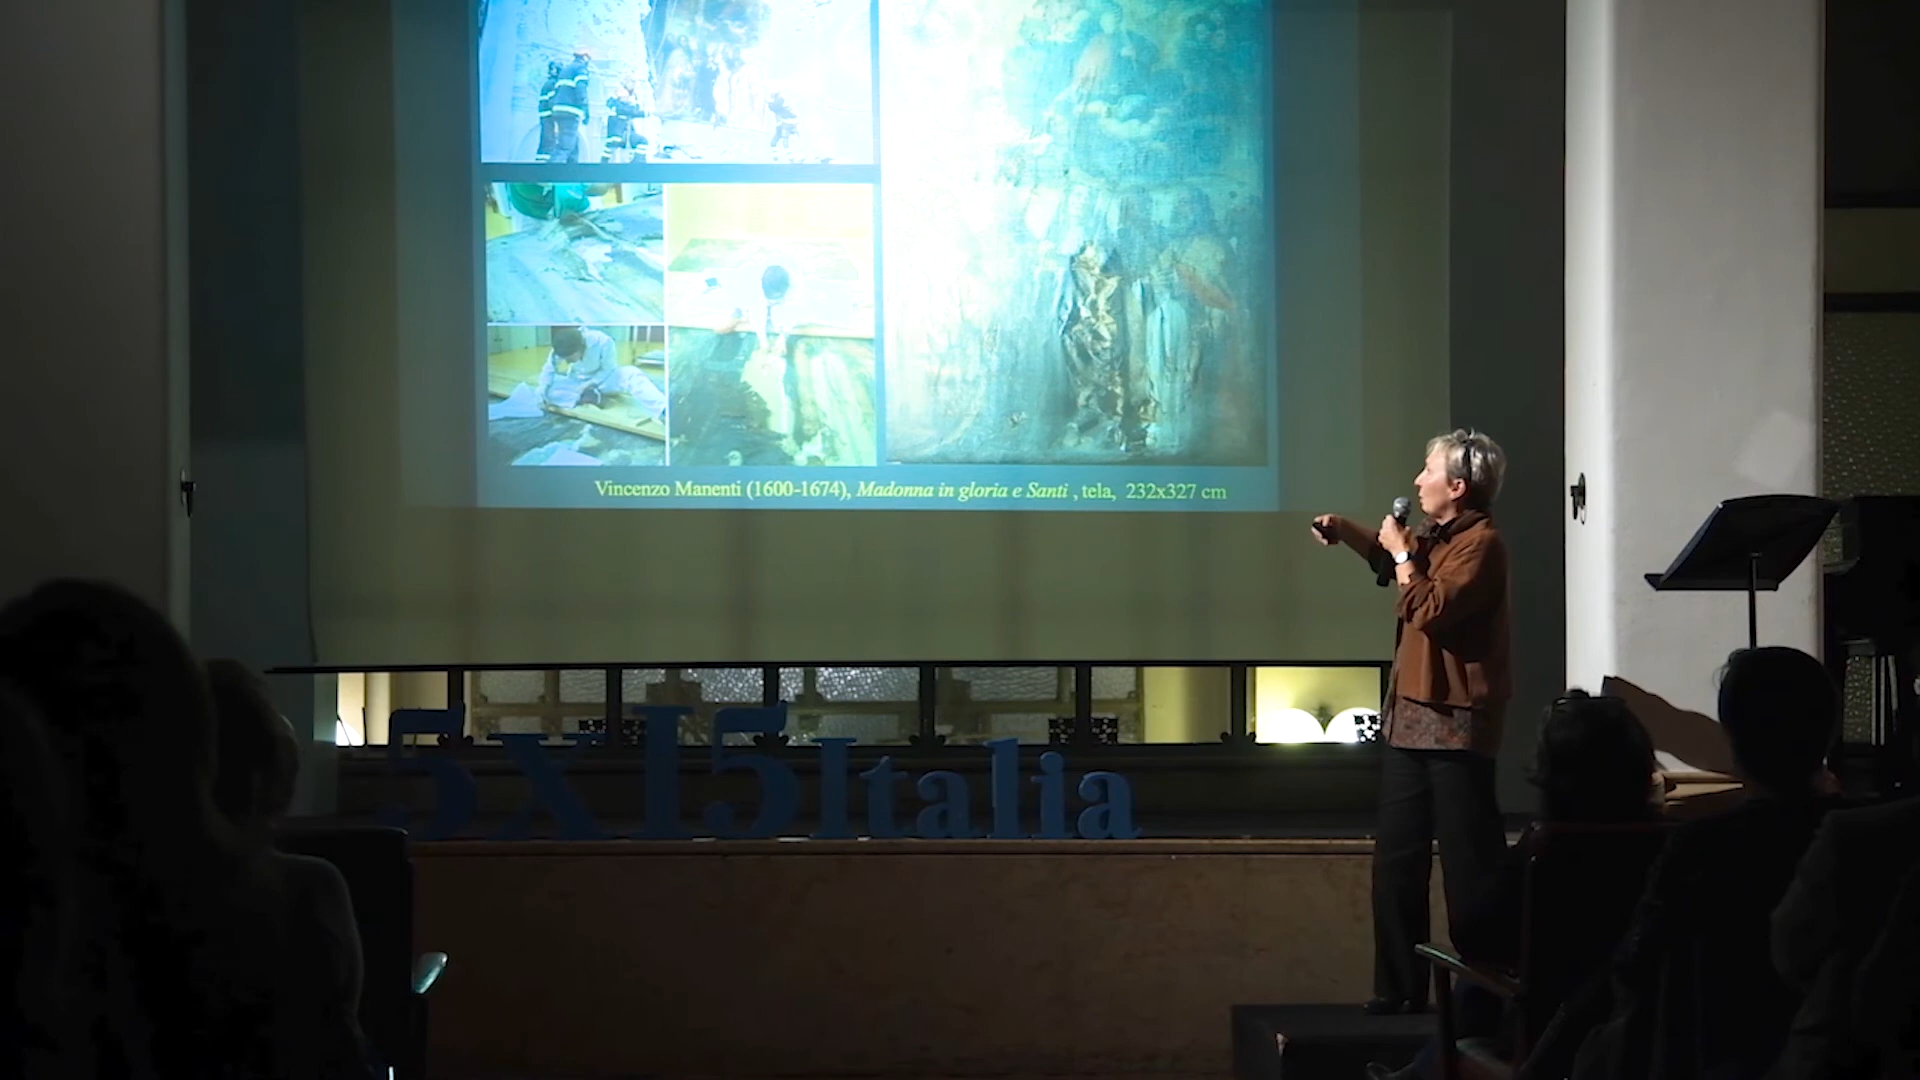 Vincenzo Manenti (1600-1674), Madonna in gloria e Santi , tela, 232x327 cm
5x15Italia